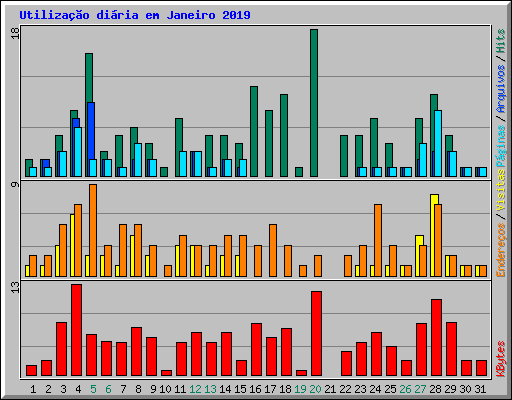 Utilização diária em Janeiro 2019
18
9
13
Hits / Arquivos / Páginas
Visitas / Endereços
KBytes
1 2 3 4 5 6 7 8 9 10 11 12 13 14 15 16 17 18 19 20 21 22 23 24 25 26 27 28 29 30 31